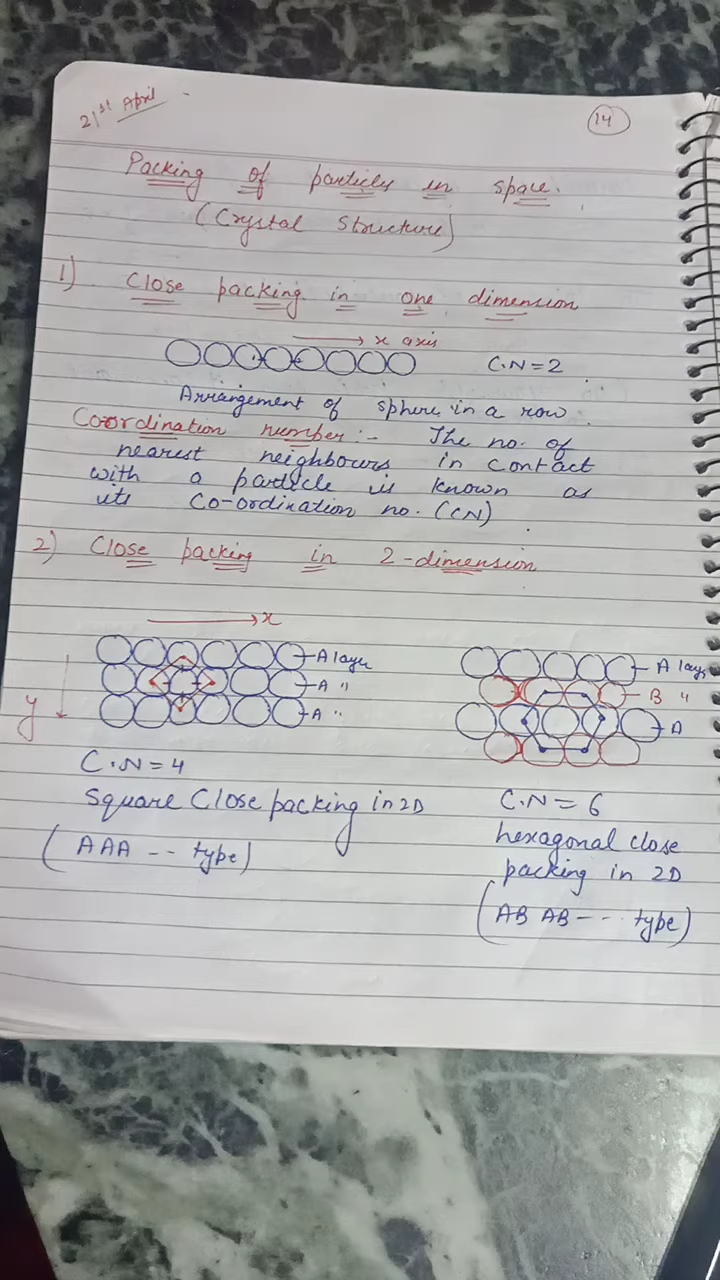 21st April
14
Packing of particles in space.
(Crystal Structure)
1) Close packing in one dimension
x axis
C.N=2
Arrangement of sphere in a row.
Coordination number:- The no. of
nearest neighbours in contact
with a particle is known as
its Co-ordination no. (CN)
2) Close packing in 2-dimension
x
y
A layer
A "
A "
A layer
B "
A
C.N=4
Square Close packing in 2D
(AAA -- type)
C.N=6
hexagonal close
packing in 2D
(AB AB -- type)